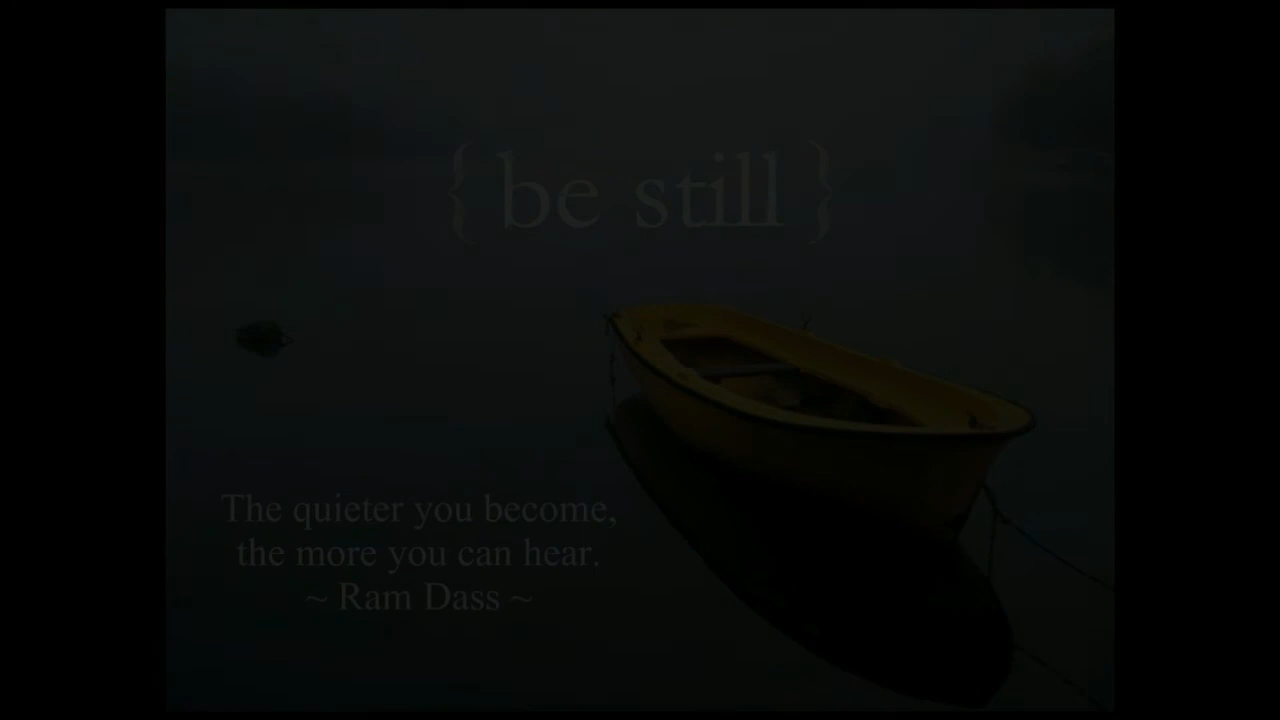 { be still }
The quieter you become,
the more you can hear.
~ Ram Dass ~